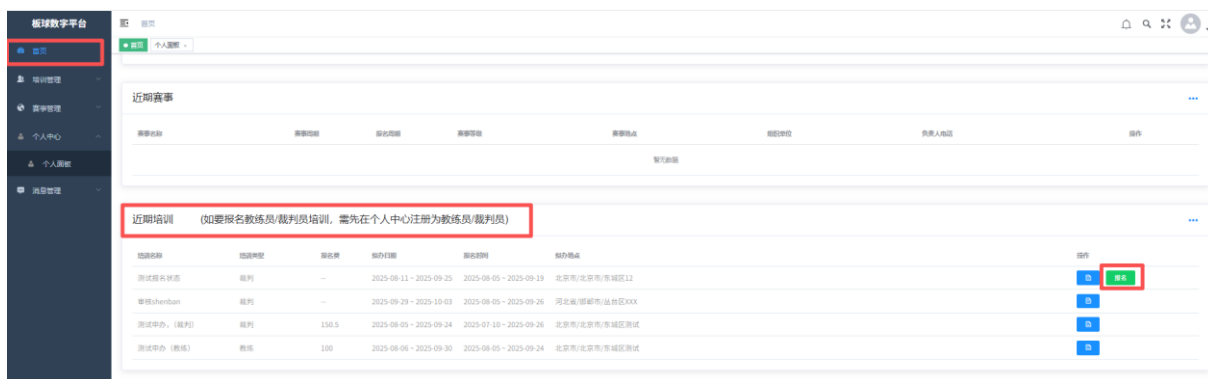 板球数字平台
首页
首页
首页 个人面板 ×
培训管理
赛事管理
个人中心
个人面板
消息管理
近期赛事
赛事名称 赛事周期 报名周期 赛事等级 赛事地点 组织单位 负责人电话 操作
暂无数据
近期培训 (如要报名教练员/裁判员培训，需先在个人中心注册为教练员/裁判员)
培训名称 培训类型 报名费 拟办日期 报名时间 拟办地点 操作
测试报名状态 裁判 -- 2025-08-11 ~ 2025-09-25 2025-08-05 ~ 2025-09-19 北京市/北京市/东城区12 报名
审核shenban 裁判 -- 2025-09-29 ~ 2025-10-03 2025-08-05 ~ 2025-09-26 河北省/邯郸市/丛台区XXX
测试申办，（裁判） 裁判 150.5 2025-08-05 ~ 2025-09-24 2025-07-10 ~ 2025-09-26 北京市/北京市/东城区测试
测试申办（教练） 教练 100 2025-08-06 ~ 2025-09-30 2025-08-05 ~ 2025-09-24 北京市/北京市/东城区测试